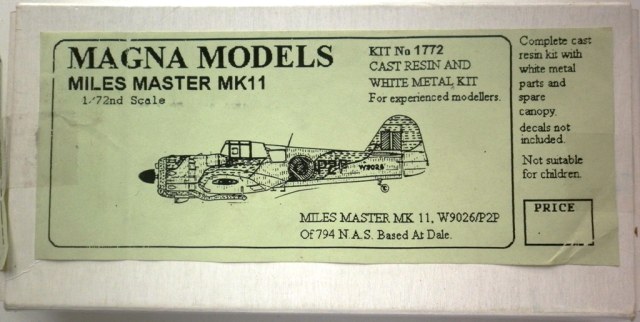 MAGNA MODELS
MILES MASTER MK11
1/72nd Scale
KIT No 1772
CAST RESIN AND
WHITE METAL KIT
For experienced modellers.
P2P
W9026
MILES MASTER MK 11, W9026/P2P
Of 794 N.A.S. Based At Dale.
Complete cast
resin kit with
white metal
parts and
spare
canopy.
decals not
included.
Not suitable
for children.
PRICE